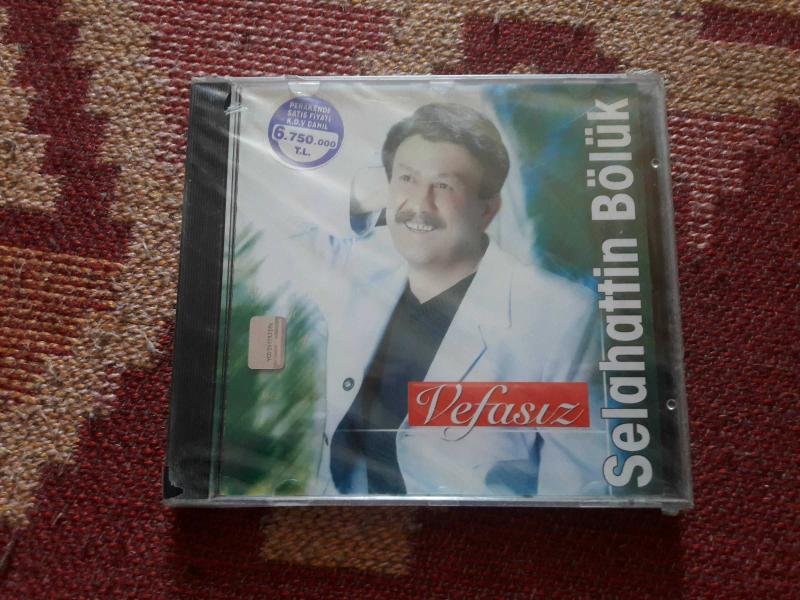 PERAKENDE
SATIŞ FİYATI
K.D.V DAHİL
6.750.000
T.L.
Selahattin Bölük
Vefasız